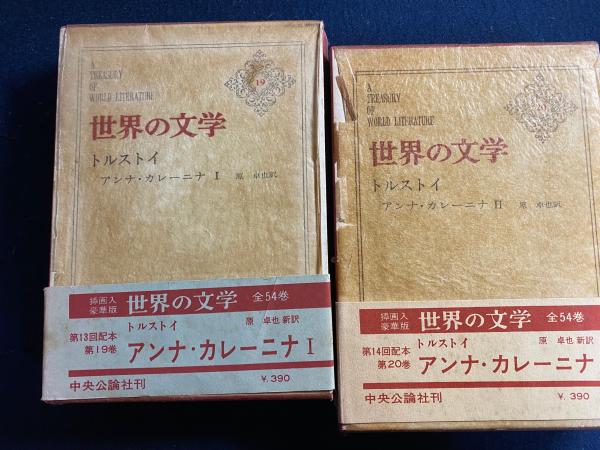 A
TREASURY
OF
WORLD LITERATURE
19
世界の文学
トルストイ
アンナ・カレーニナ I 原 卓也訳
挿画入
豪華版
世界の文学 全54巻
トルストイ 原 卓也 新訳
第13回配本
第19巻
アンナ・カレーニナ I
中央公論社刊
¥.390
A
TREASURY
OF
WORLD LITERATURE
世界の文学
トルストイ
アンナ・カレーニナ II 原 卓也訳
挿画入
豪華版
世界の文学 全54巻
トルストイ 原 卓也 新訳
第14回配本
第20巻
アンナ・カレーニナ
中央公論社刊
¥.390